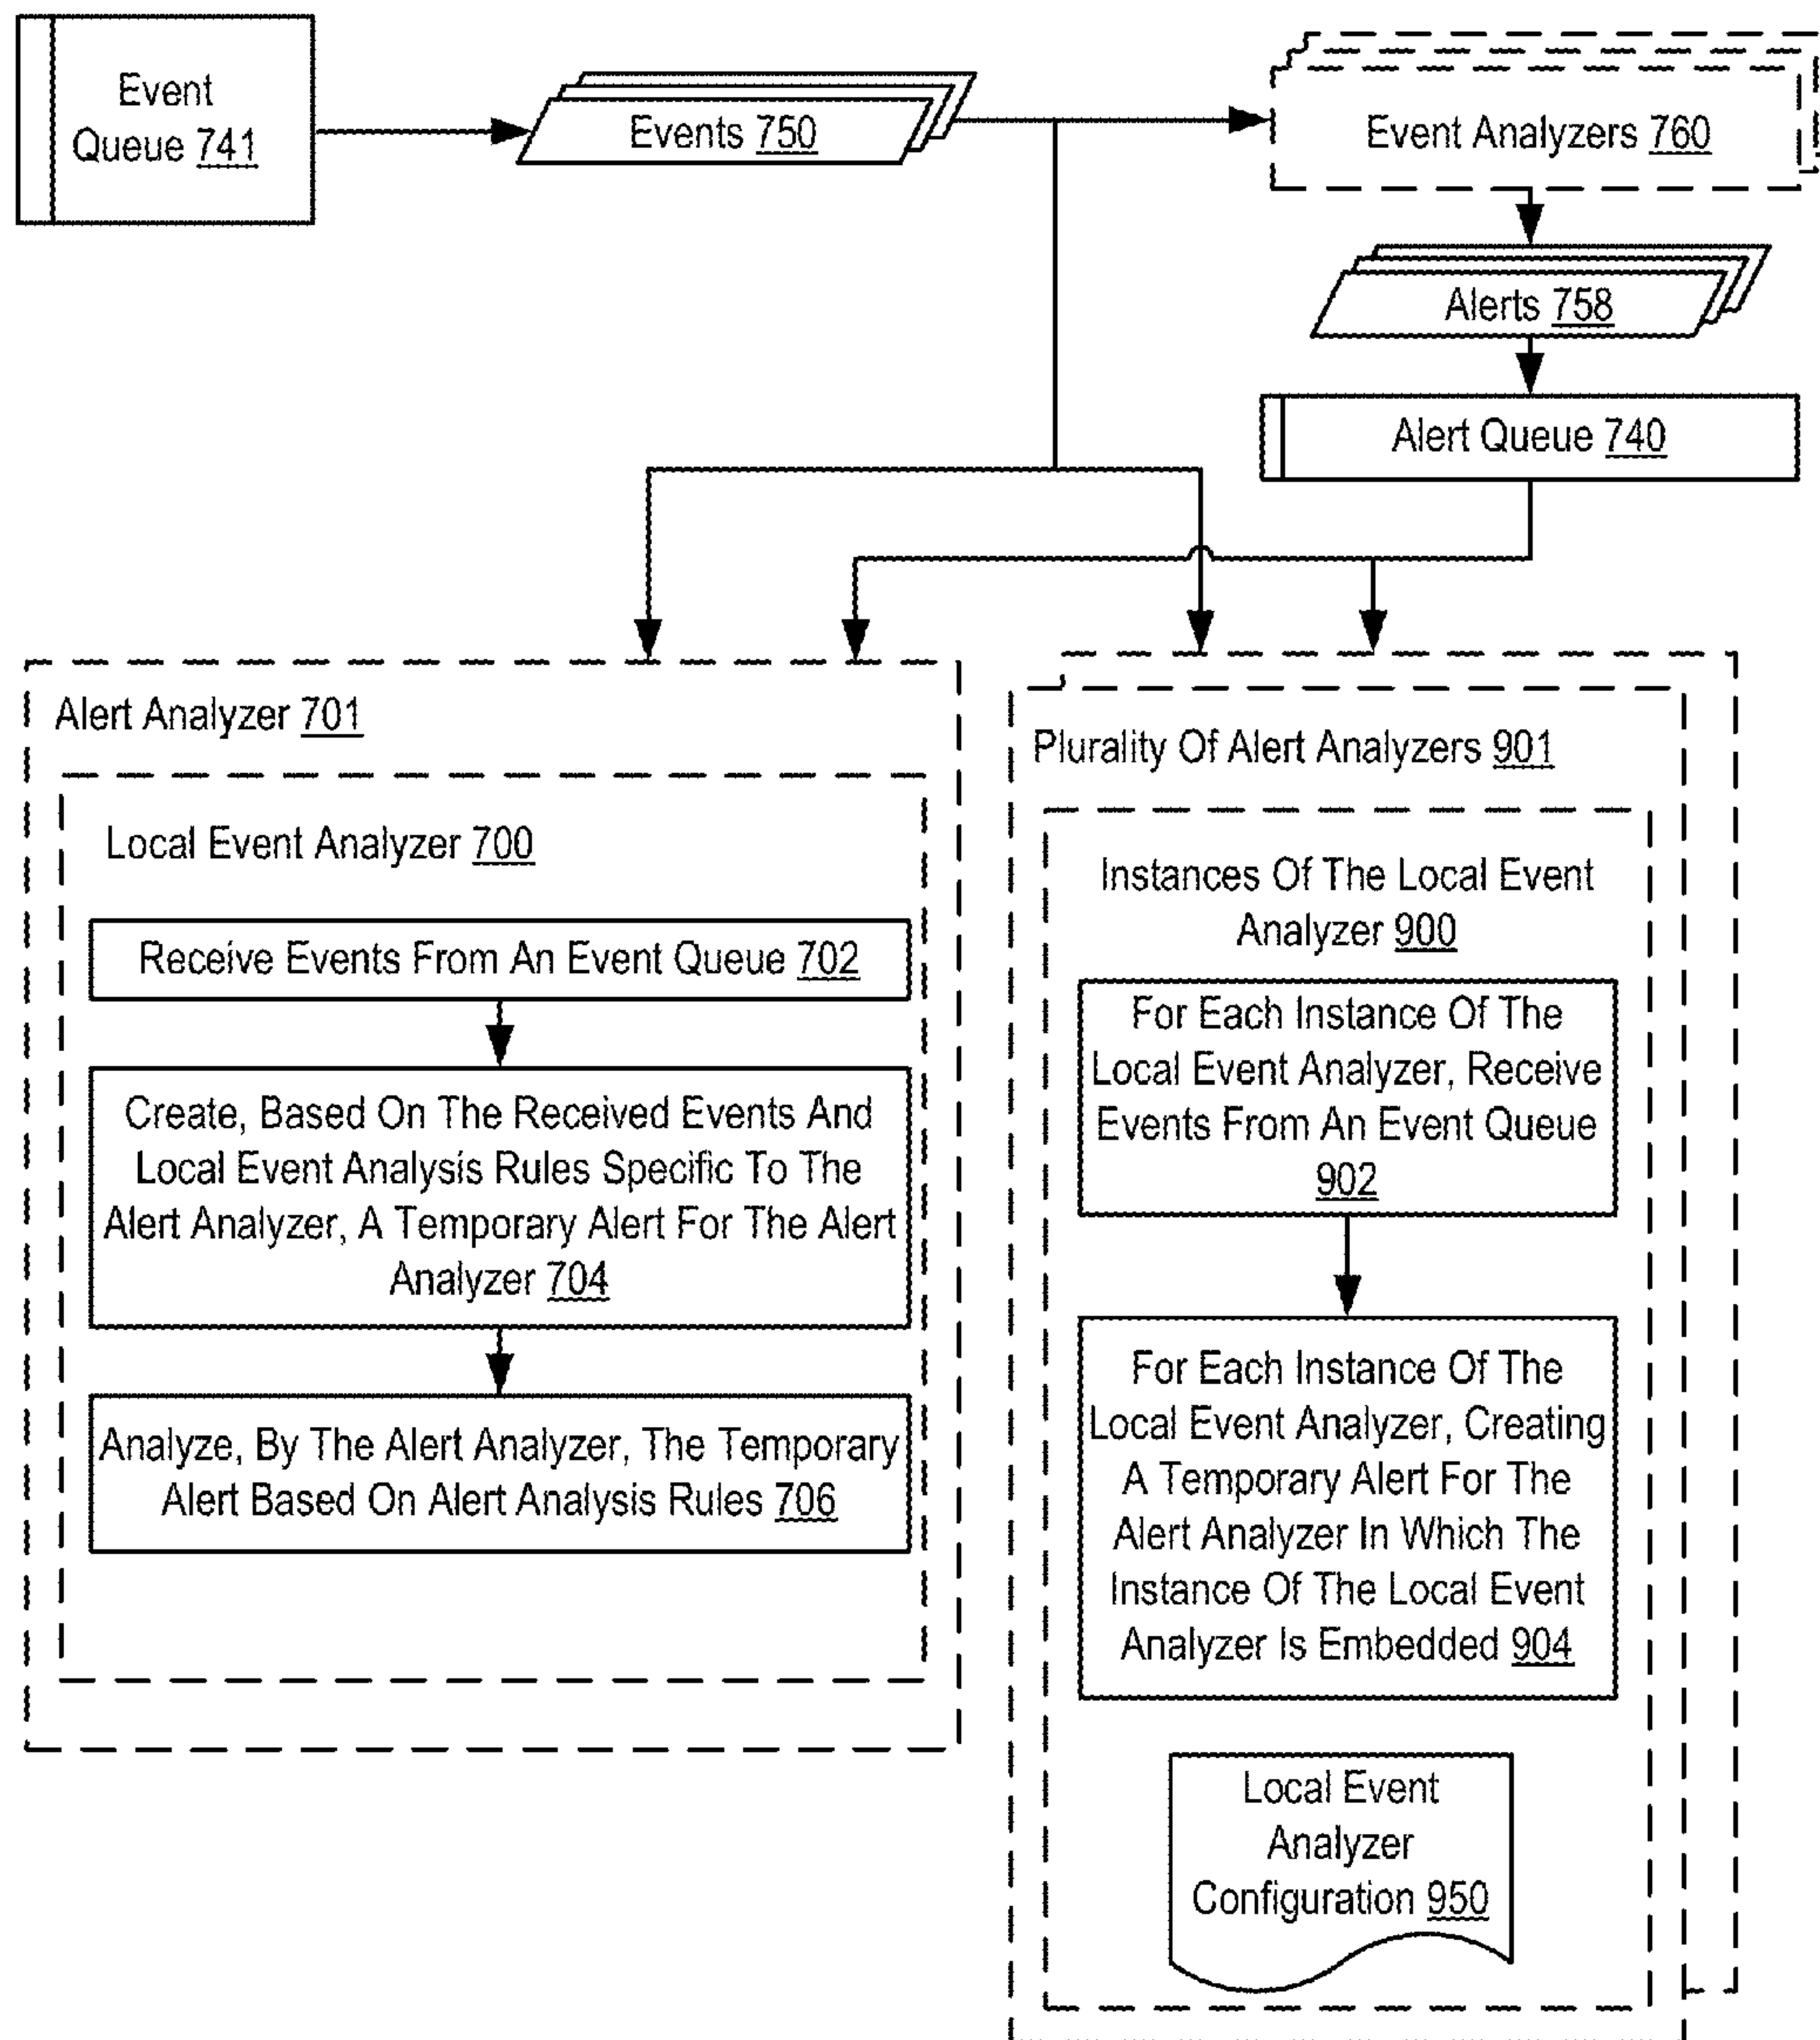 Event
Queue 741
Events 750
Event Analyzers 760
Alerts 758
Alert Queue 740
Alert Analyzer 701
Local Event Analyzer 700
Receive Events From An Event Queue 702
Create, Based On The Received Events And
Local Event Analysis Rules Specific To The
Alert Analyzer, A Temporary Alert For The Alert
Analyzer 704
Analyze, By The Alert Analyzer, The Temporary
Alert Based On Alert Analysis Rules 706
Plurality Of Alert Analyzers 901
Instances Of The Local Event
Analyzer 900
For Each Instance Of The
Local Event Analyzer, Receive
Events From An Event Queue
902
For Each Instance Of The
Local Event Analyzer, Creating
A Temporary Alert For The
Alert Analyzer In Which The
Instance Of The Local Event
Analyzer Is Embedded 904
Local Event
Analyzer
Configuration 950